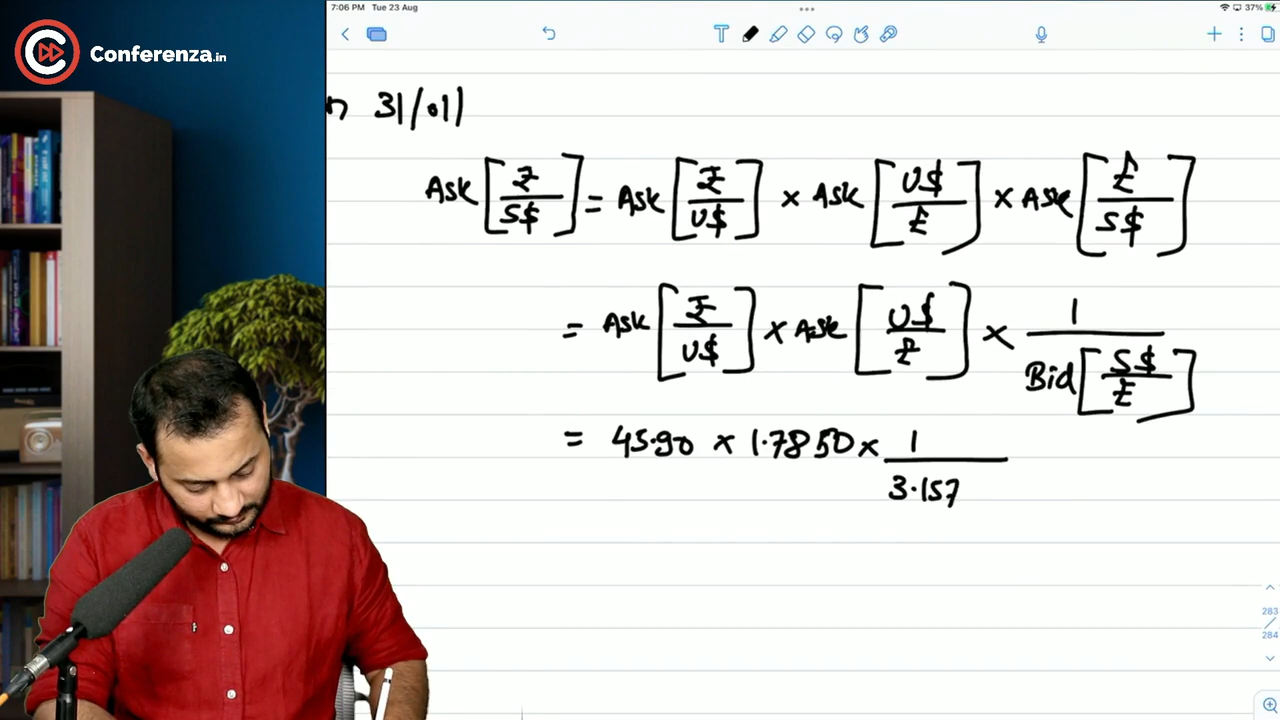 7:06 PM Tue 23 Aug
37%
Conferenza.in
n 31/01/
Ask [₹/S$] = Ask [₹/U$] × Ask [U$/£] × Ask [£/S$]
= Ask [₹/U$] × Ask [U$/£] × 1/Bid [S$/£]
= 45.90 × 1.7850 × 1/3.157
283
284